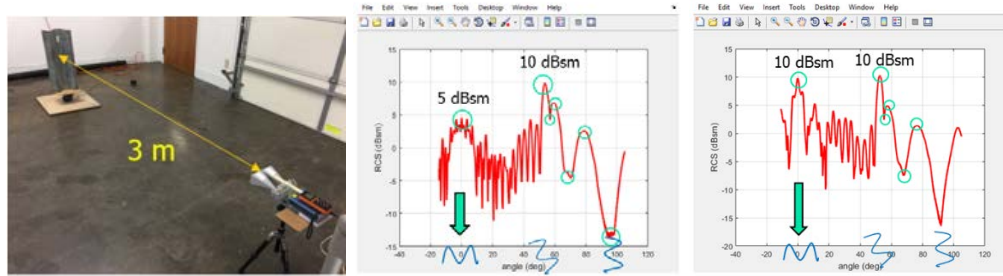 3 m
File Edit View Insert Tools Desktop Window Help
10 dBsm
5 dBsm
15
10
5
0
-5
-10
-15
RCS (dBsm)
-40 -20 0 20 40 60 80 100 120
angle (deg)
File Edit View Insert Tools Desktop Window Help
10 dBsm 10 dBsm
15
10
5
0
-5
-10
-15
-20
RCS (dBsm)
-40 -20 0 20 40 60 80 100 120
angle (deg)